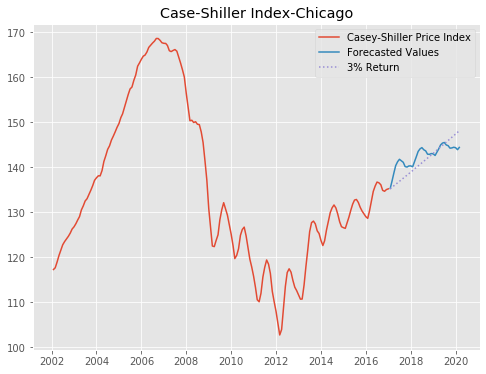 Case-Shiller Index-Chicago
170
160
150
140
130
120
110
100
Casey-Shiller Price Index
Forecasted Values
3% Return
2002 2004 2006 2008 2010 2012 2014 2016 2018 2020